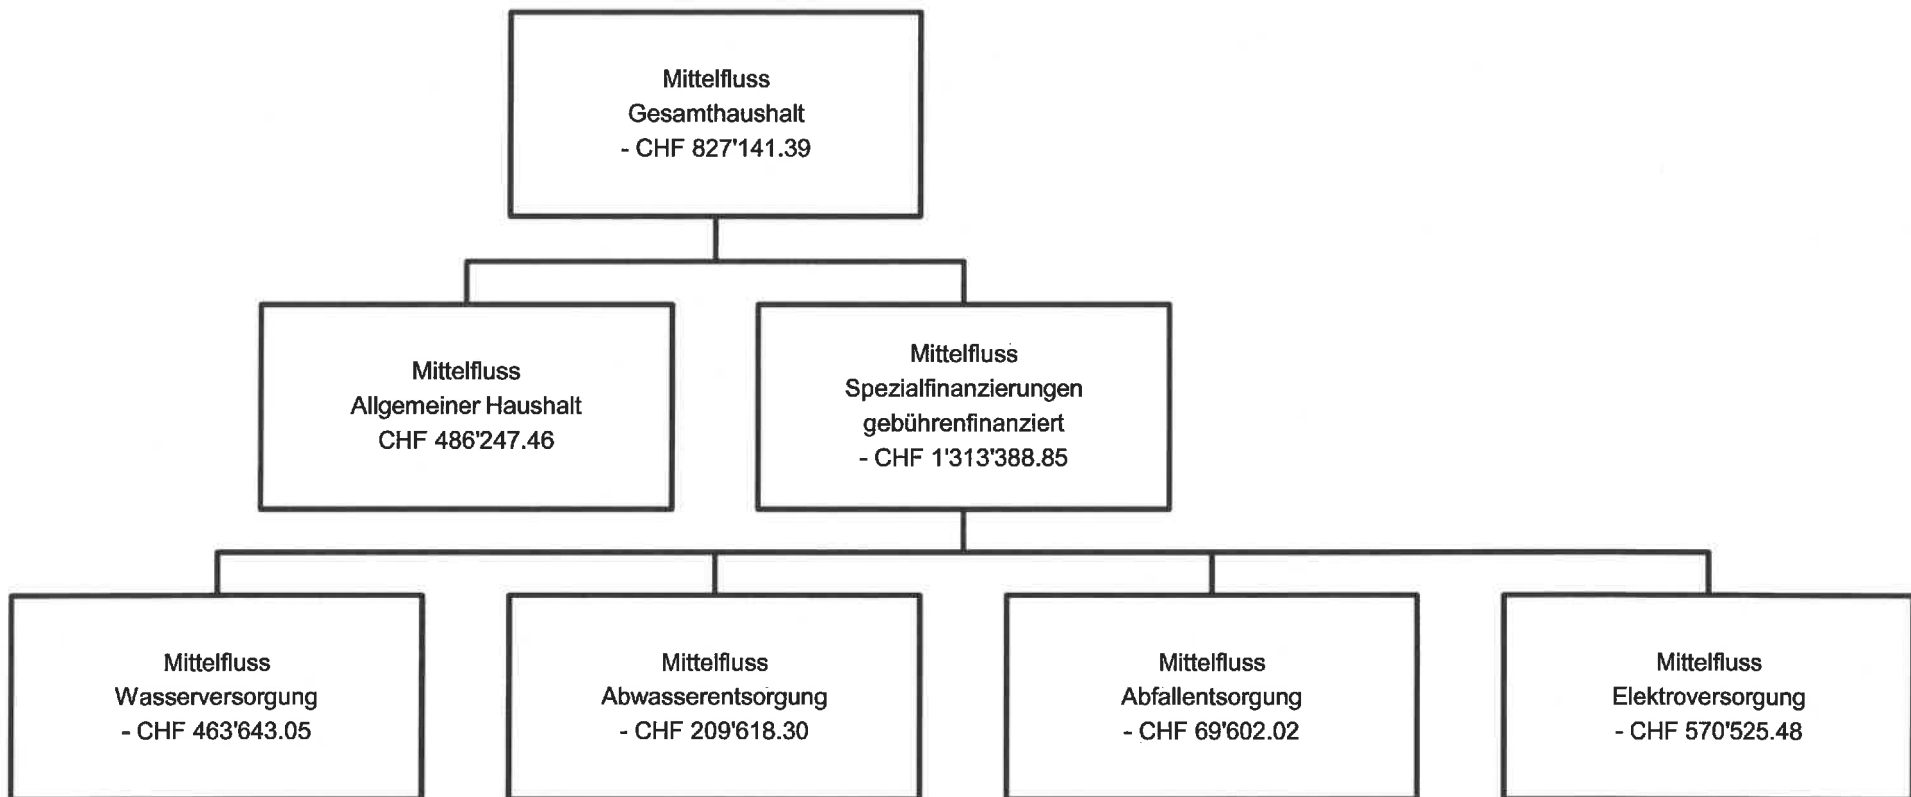 Mittelfluss
Gesamthaushalt
- CHF 827'141.39
Mittelfluss
Allgemeiner Haushalt
CHF 486'247.46
Mittelfluss
Spezialfinanzierungen
gebührenfinanziert
- CHF 1'313'388.85
Mittelfluss
Wasserversorgung
- CHF 463'643.05
Mittelfluss
Abwasserentsorgung
- CHF 209'618.30
Mittelfluss
Abfallentsorgung
- CHF 69'602.02
Mittelfluss
Elektroversorgung
- CHF 570'525.48